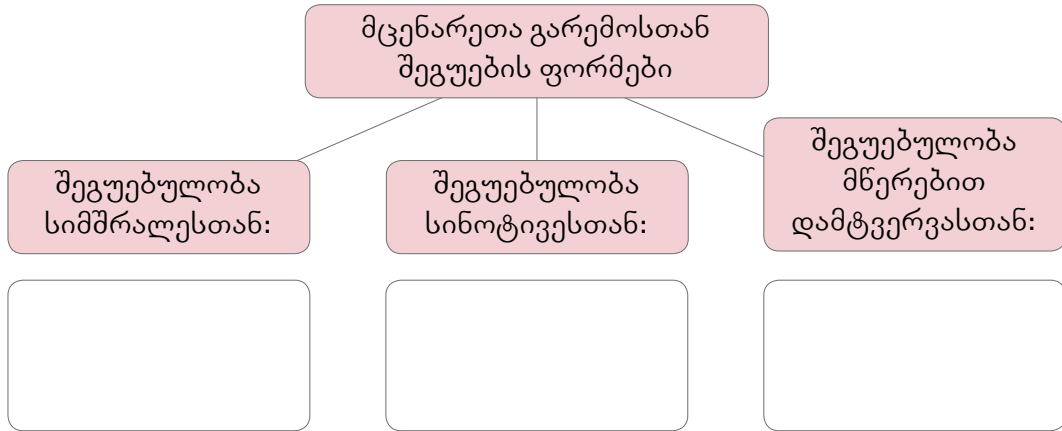 მცენარეთა გარემოსთან
შეგუების ფორმები
შეგუებულობა
სიმშრალესთან:
შეგუებულობა
სინოტივესთან:
შეგუებულობა
მწერებით
დამტვერვასთან: